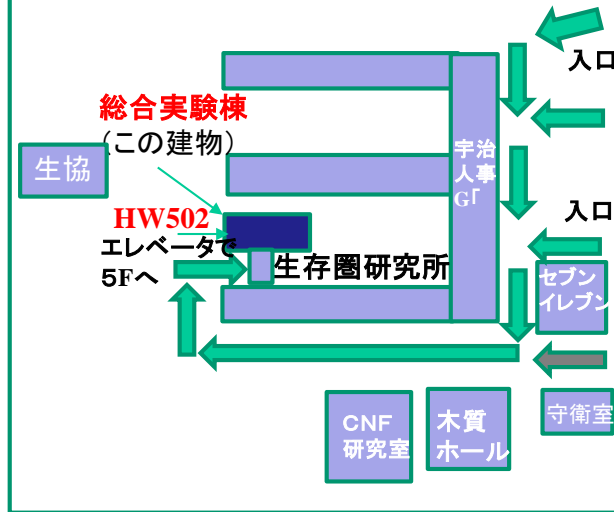 入口
総合実験棟
（この建物）
生協
宇治
人事
G｢
HW502
入口
エレベータで
5Fへ
生存圏研究所
セブン
イレブン
CNF
研究室
木質
ホール
守衛室